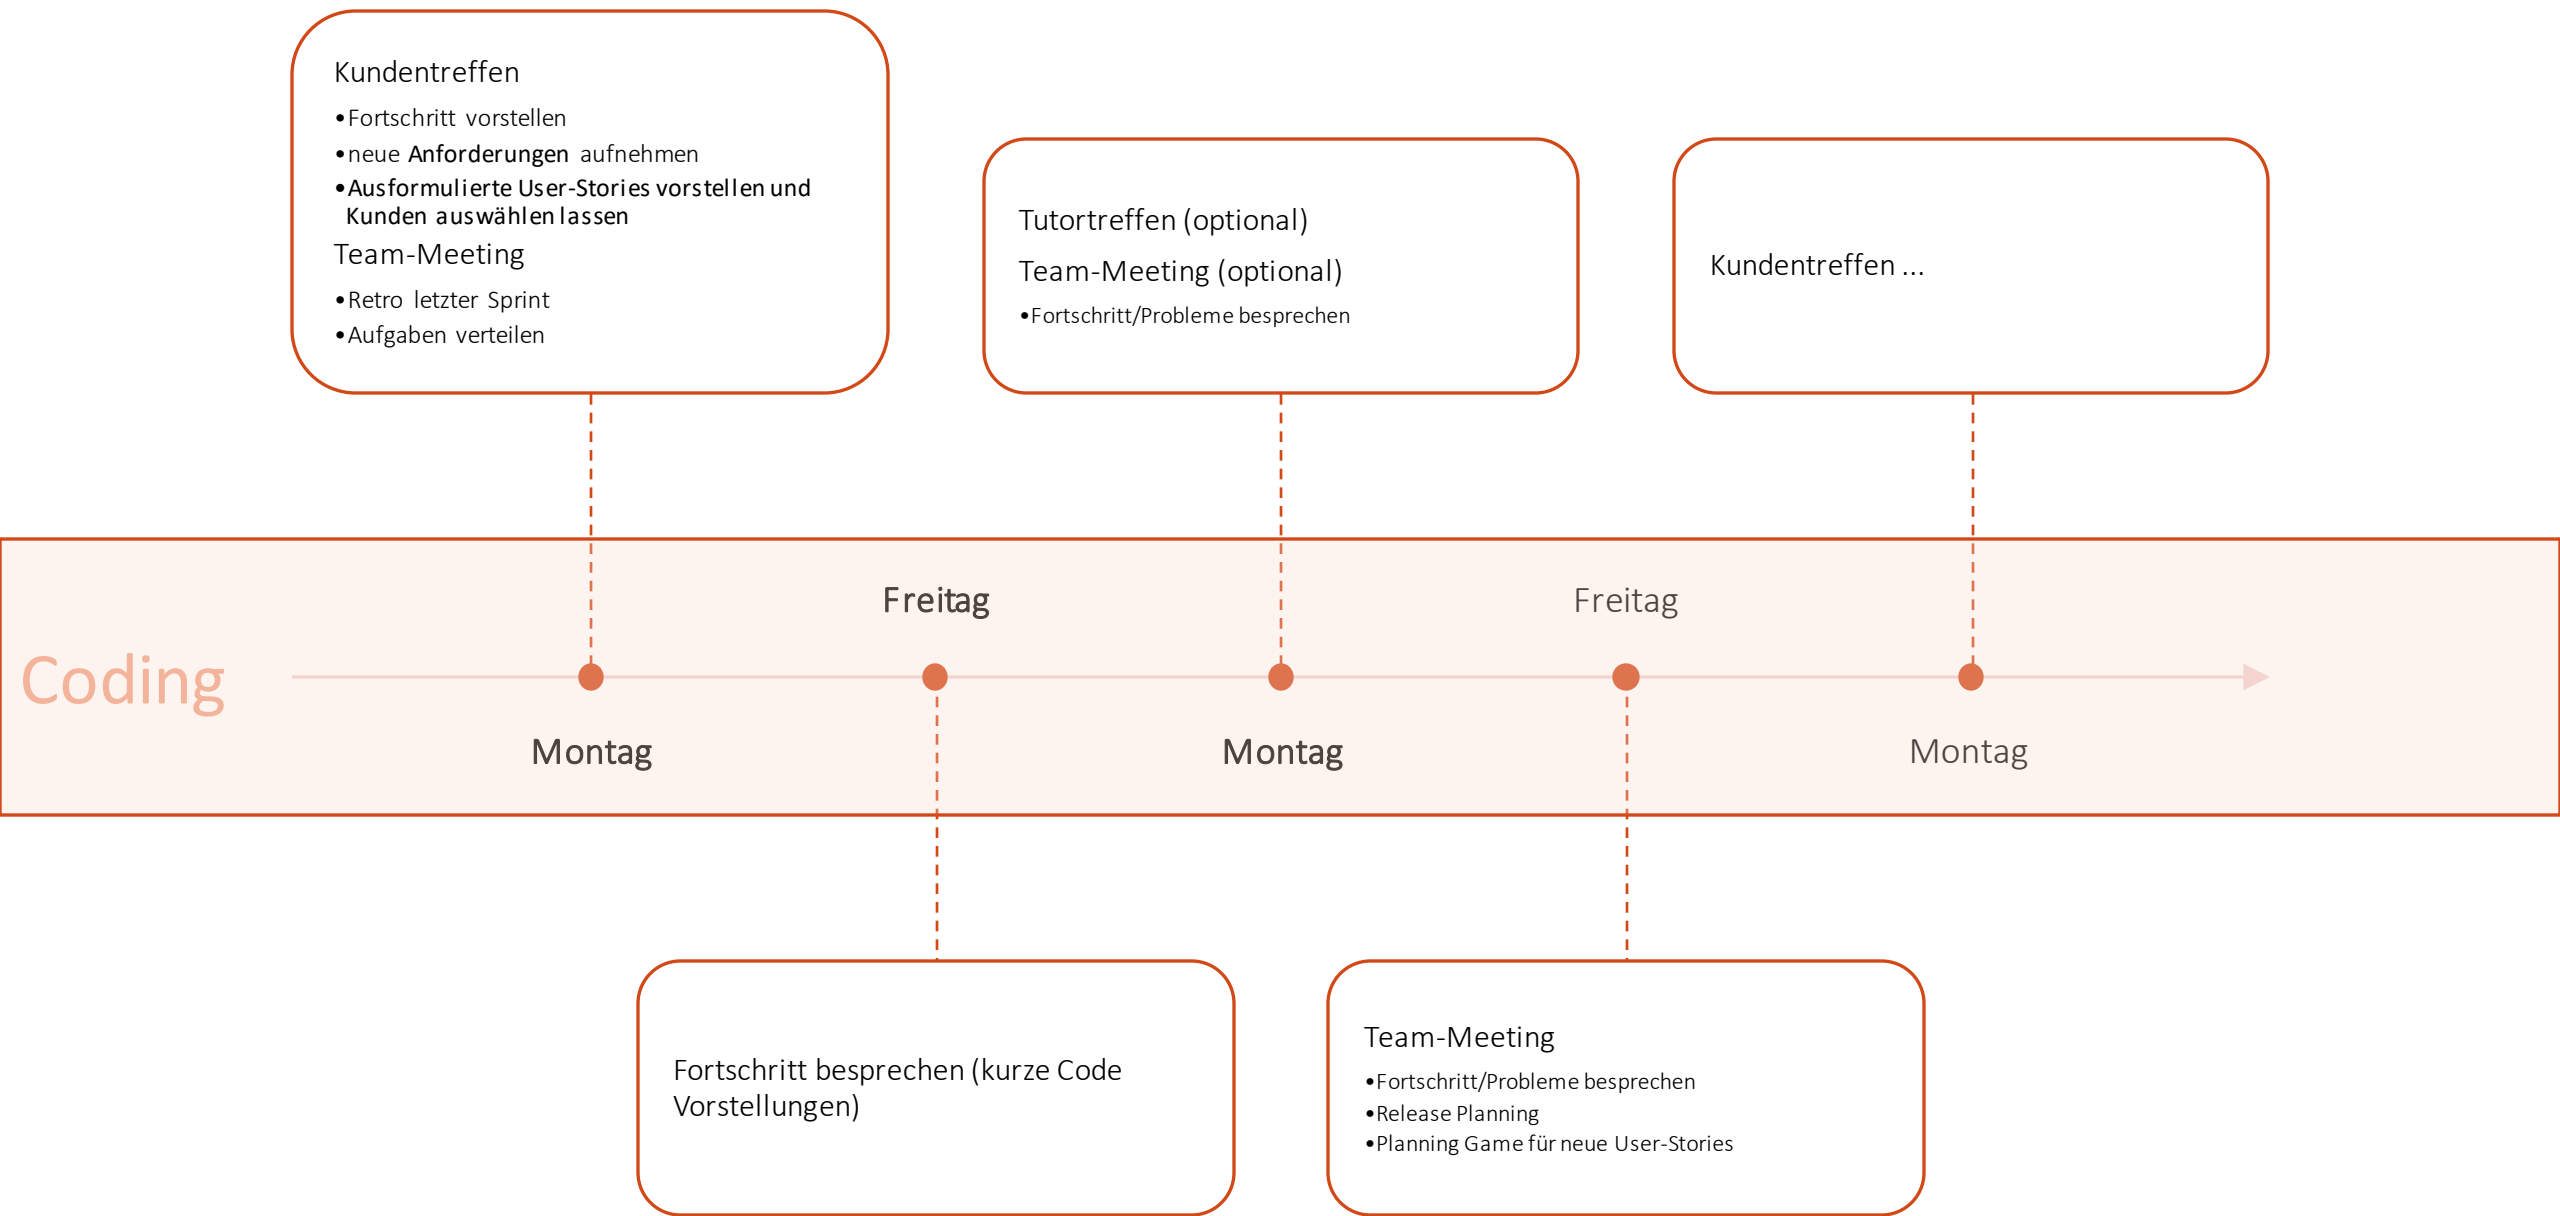 Kundentreffen
•Fortschritt vorstellen
•neue Anforderungen aufnehmen
•Ausformulierte User-Stories vorstellen und
Kunden auswählen lassen
Team-Meeting
•Retro letzter Sprint
•Aufgaben verteilen
Tutortreffen (optional)
Team-Meeting (optional)
•Fortschritt/Probleme besprechen
Kundentreffen ...
Freitag
Freitag
Coding
Montag
Montag
Montag
Fortschritt besprechen (kurze Code
Vorstellungen)
Team-Meeting
•Fortschritt/Probleme besprechen
•Release Planning
•Planning Game für neue User-Stories